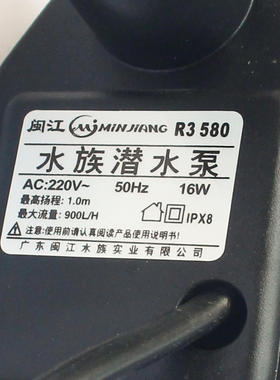 闽江 MINJIANG R3 580
水族潜水泵
AC:220V~ 50Hz 16W
最高扬程: 1.0m
最大流量: 900L/H
IPX8
注意:使用前请认真阅读产品使用说明书。
广东闽江水族实业有限公司